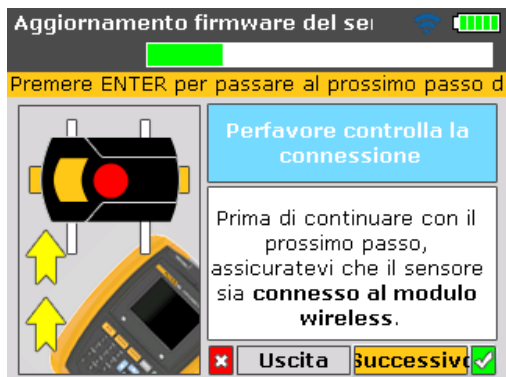 Aggiornamento firmware del se
Premere ENTER per passare al prossimo passo d
Perfavore controlla la
connessione
Prima di continuare con il
prossimo passo,
assicuratevi che il sensore
sia connesso al modulo
wireless.
Uscita
Successivo